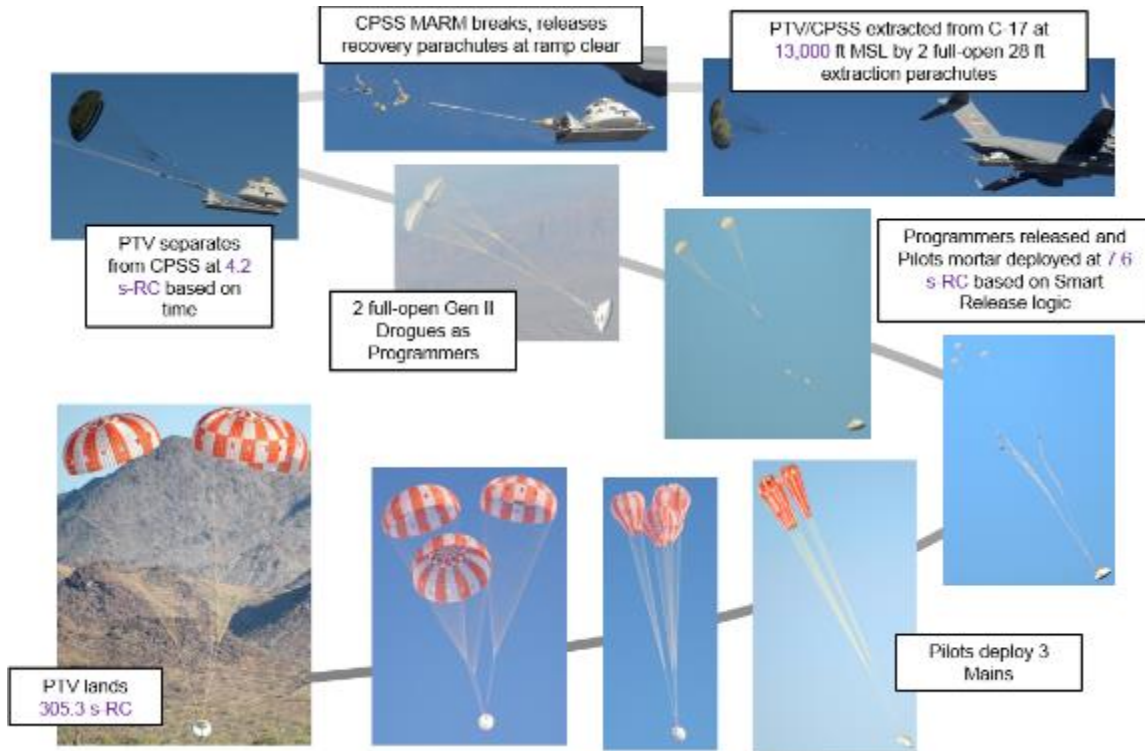 CPSS MARM breaks, releases
recovery parachutes at ramp clear
PTV/CPSS extracted from C-17 at
13,000 ft MSL by 2 full-open 28 ft
extraction parachutes
PTV separates
from CPSS at 4.2
s-RC based on
time
2 full-open Gen II
Drogues as
Programmers
Programmers released and
Pilots mortar deployed at 7.6
s-RC based on Smart
Release logic
Pilots deploy 3
Mains
PTV lands
305.3 s-RC